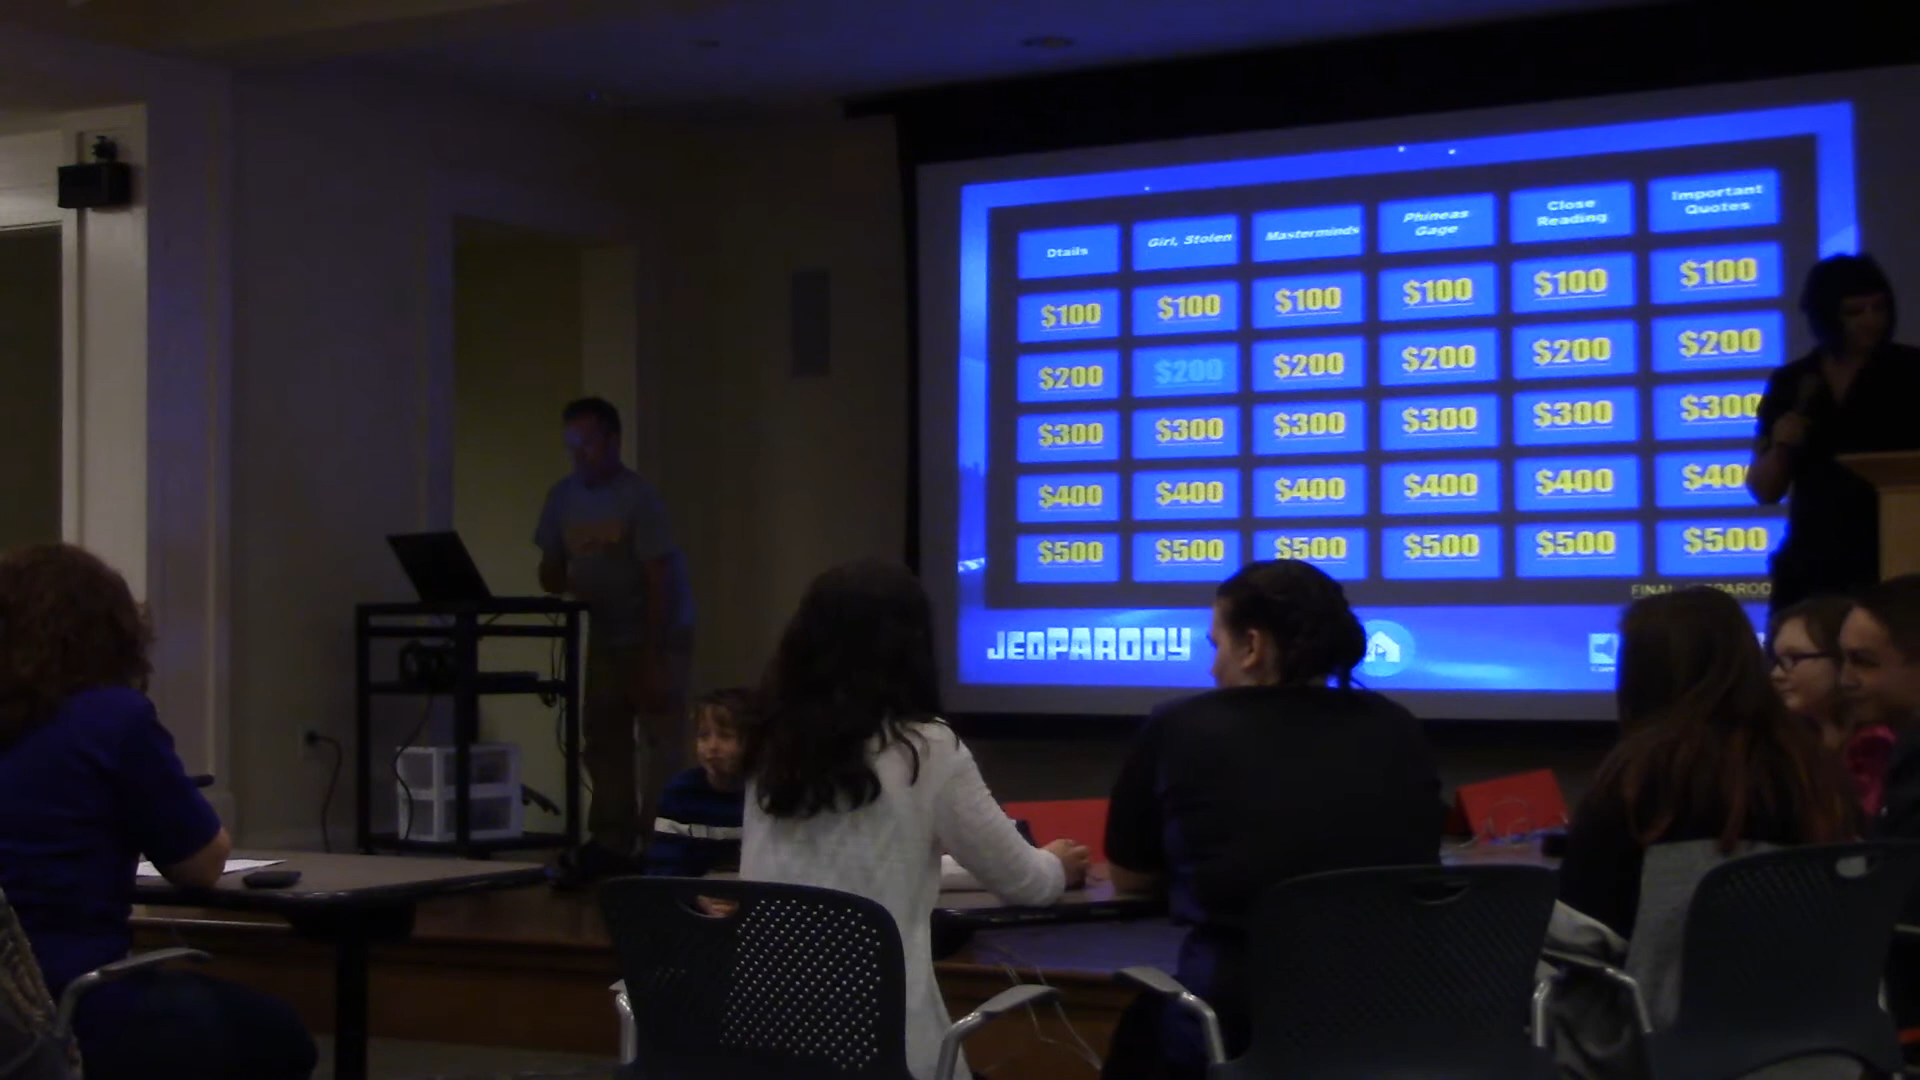 Dtails
Girl, Stolen
Masterminds
Phineas
Gage
Close
Reading
Important
Quotes
$100 $100 $100 $100 $100 $100
$200 $200 $200 $200 $200 $200
$300 $300 $300 $300 $300 $300
$400 $400 $400 $400 $400 $40
$500 $500 $500 $500 $500 $500
FINAL
JEOPARODY